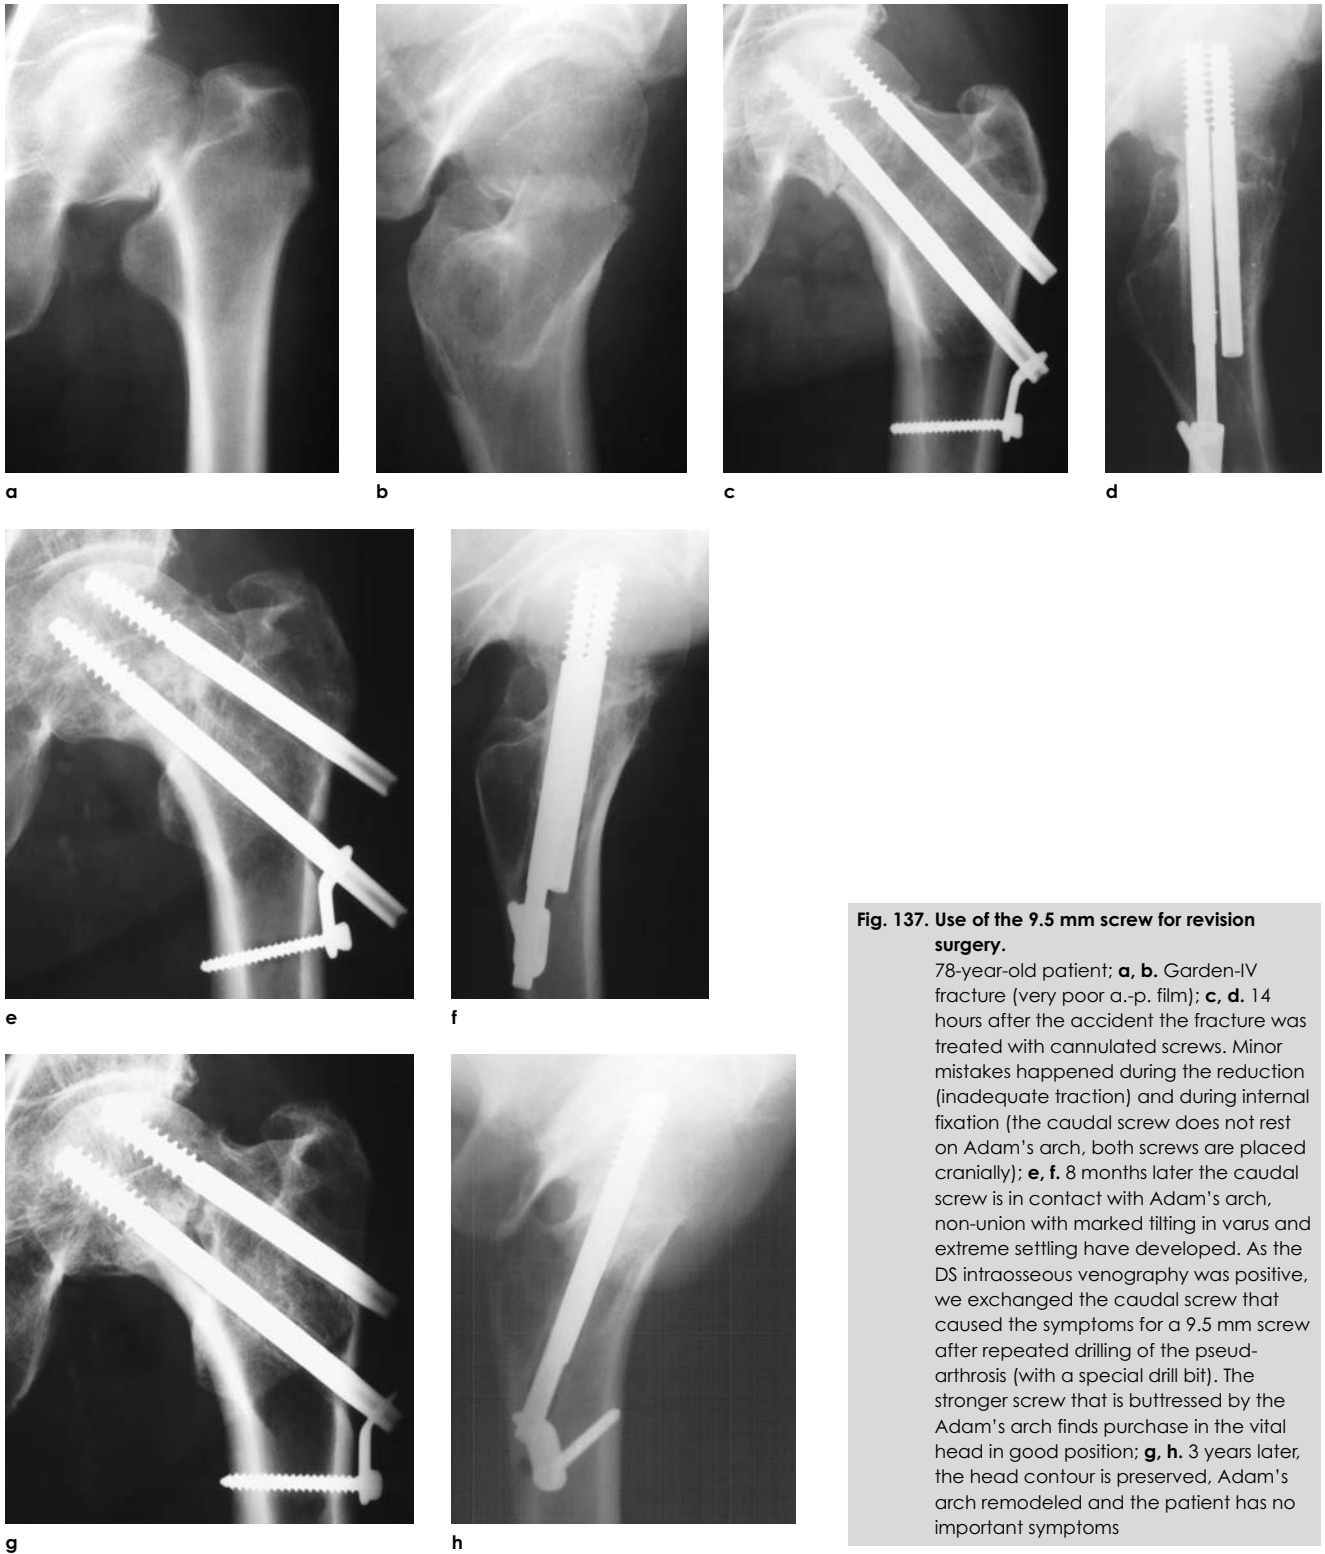 a
b
c
d
e
f
Fig. 137. Use of the 9.5 mm screw for revision
surgery.
78-year-old patient; a, b. Garden-IV
fracture (very poor a.-p. film); c, d. 14
hours after the accident the fracture was
treated with cannulated screws. Minor
mistakes happened during the reduction
(inadequate traction) and during internal
fixation (the caudal screw does not rest
on Adam's arch, both screws are placed
cranially); e, f. 8 months later the caudal
screw is in contact with Adam's arch,
non-union with marked tilting in varus and
extreme settling have developed. As the
DS intraosseous venography was positive,
we exchanged the caudal screw that
caused the symptoms for a 9.5 mm screw
after repeated drilling of the pseud-
arthrosis (with a special drill bit). The
stronger screw that is buttressed by the
Adam's arch finds purchase in the vital
head in good position; g, h. 3 years later,
the head contour is preserved, Adam's
arch remodeled and the patient has no
important symptoms
g
h